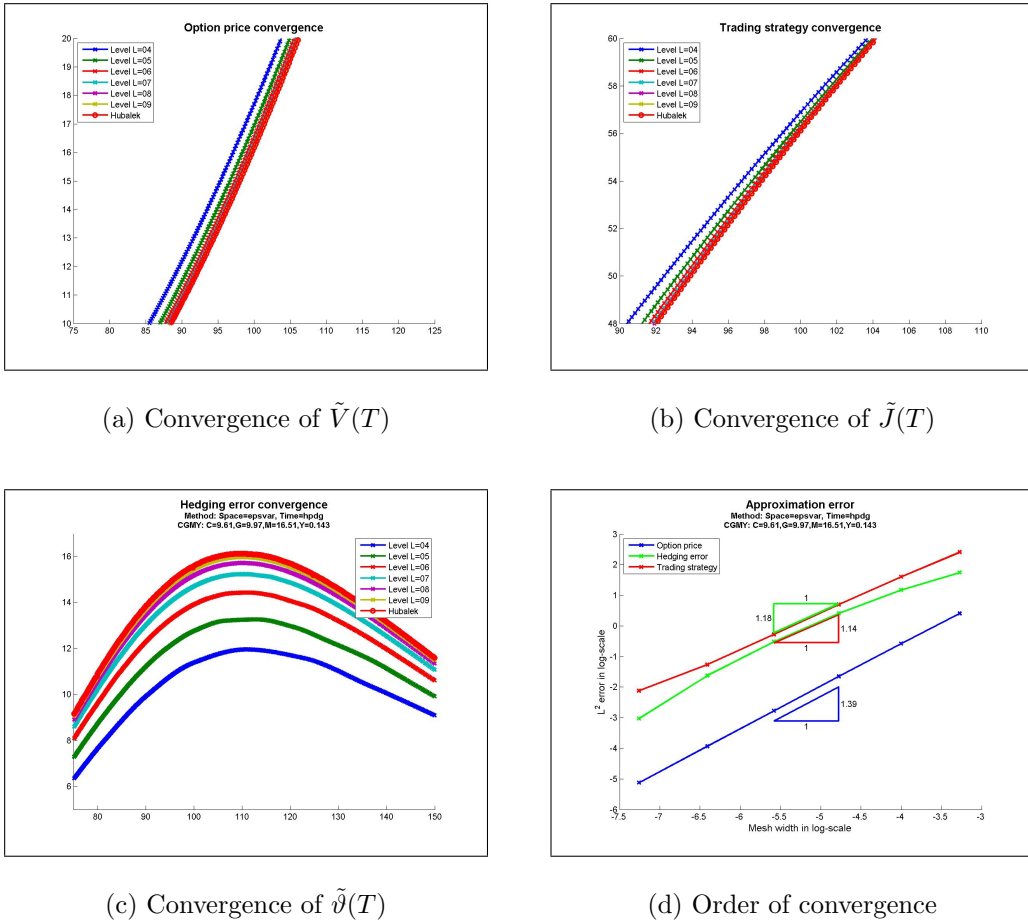 Option price convergence
20
19
18
17
16
15
14
13
12
11
10
75 80 85 90 95 100 105 110 115 120 125
Level L=04
Level L=05
Level L=06
Level L=07
Level L=08
Level L=09
Hubalek
(a) Convergence of Ṽ(T)
Trading strategy convergence
60
58
56
54
52
50
48
90 92 94 96 98 100 102 104 106 108 110
Level L=04
Level L=05
Level L=06
Level L=07
Level L=08
Level L=09
Hubalek
(b) Convergence of J̃(T)
Hedging error convergence
Method: Space=epsvar, Time=hpdg
CGMY: C=9.61,G=9.97,M=16.51,Y=0.143
16
14
12
10
8
6
80 90 100 110 120 130 140 150
Level L=04
Level L=05
Level L=06
Level L=07
Level L=08
Level L=09
Hubalek
(c) Convergence of ϑ̃(T)
Approximation error
Method: Space=epsvar, Time=hpdg
CGMY: C=9.61,G=9.97,M=16.51,Y=0.143
Option price
Hedging error
Trading strategy
3
2
1
0
-1
-2
-3
-4
-5
-6
L² error in log-scale
1
1.18
1.14
1
1.39
1
-7.5 -7 -6.5 -6 -5.5 -5 -4.5 -4 -3.5 -3
Mesh width in log-scale
(d) Order of convergence